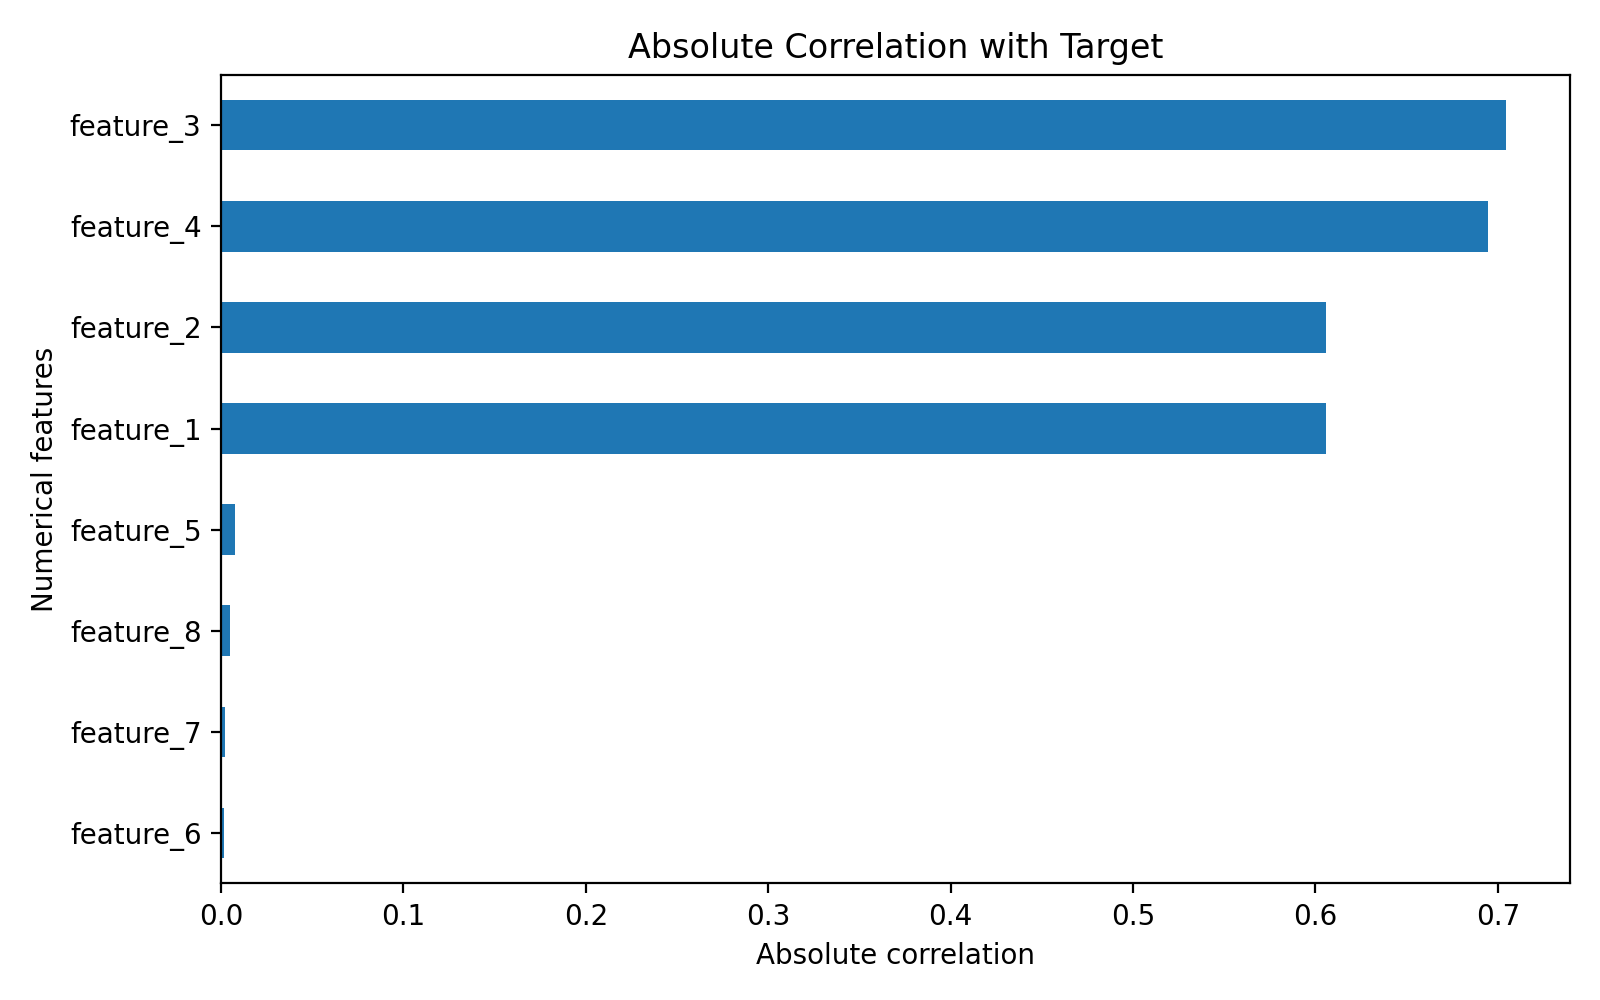 Absolute Correlation with Target
Numerical features
feature_3
feature_4
feature_2
feature_1
feature_5
feature_8
feature_7
feature_6
0.0 0.1 0.2 0.3 0.4 0.5 0.6 0.7
Absolute correlation